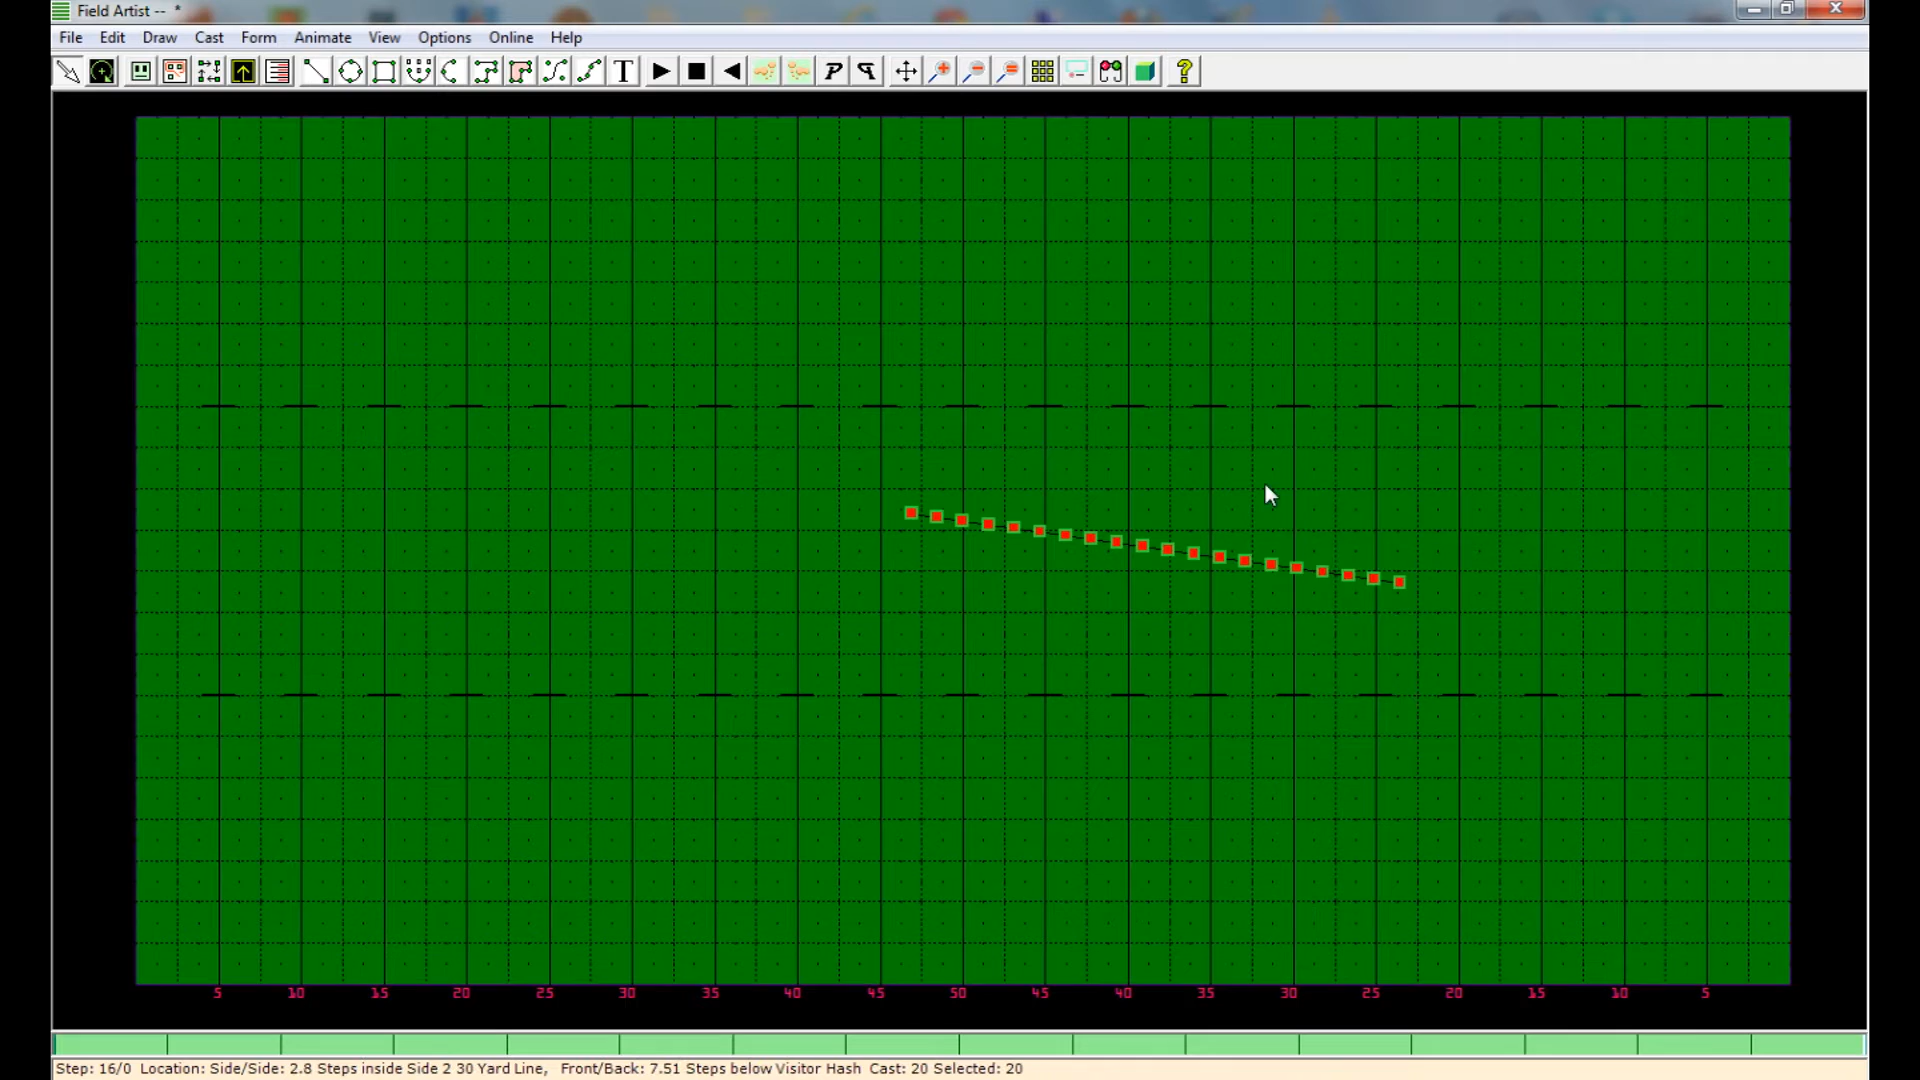 Field Artist -- *
File Edit Draw Cast Form Animate View Options Online Help
T P P ?
5 10 15 20 25 30 35 40 45 50 45 40 35 30 25 20 15 10 5
Step: 16/0 Location: Side/Side: 2.8 Steps inside Side 2 30 Yard Line, Front/Back: 7.51 Steps below Visitor Hash Cast: 20 Selected: 20